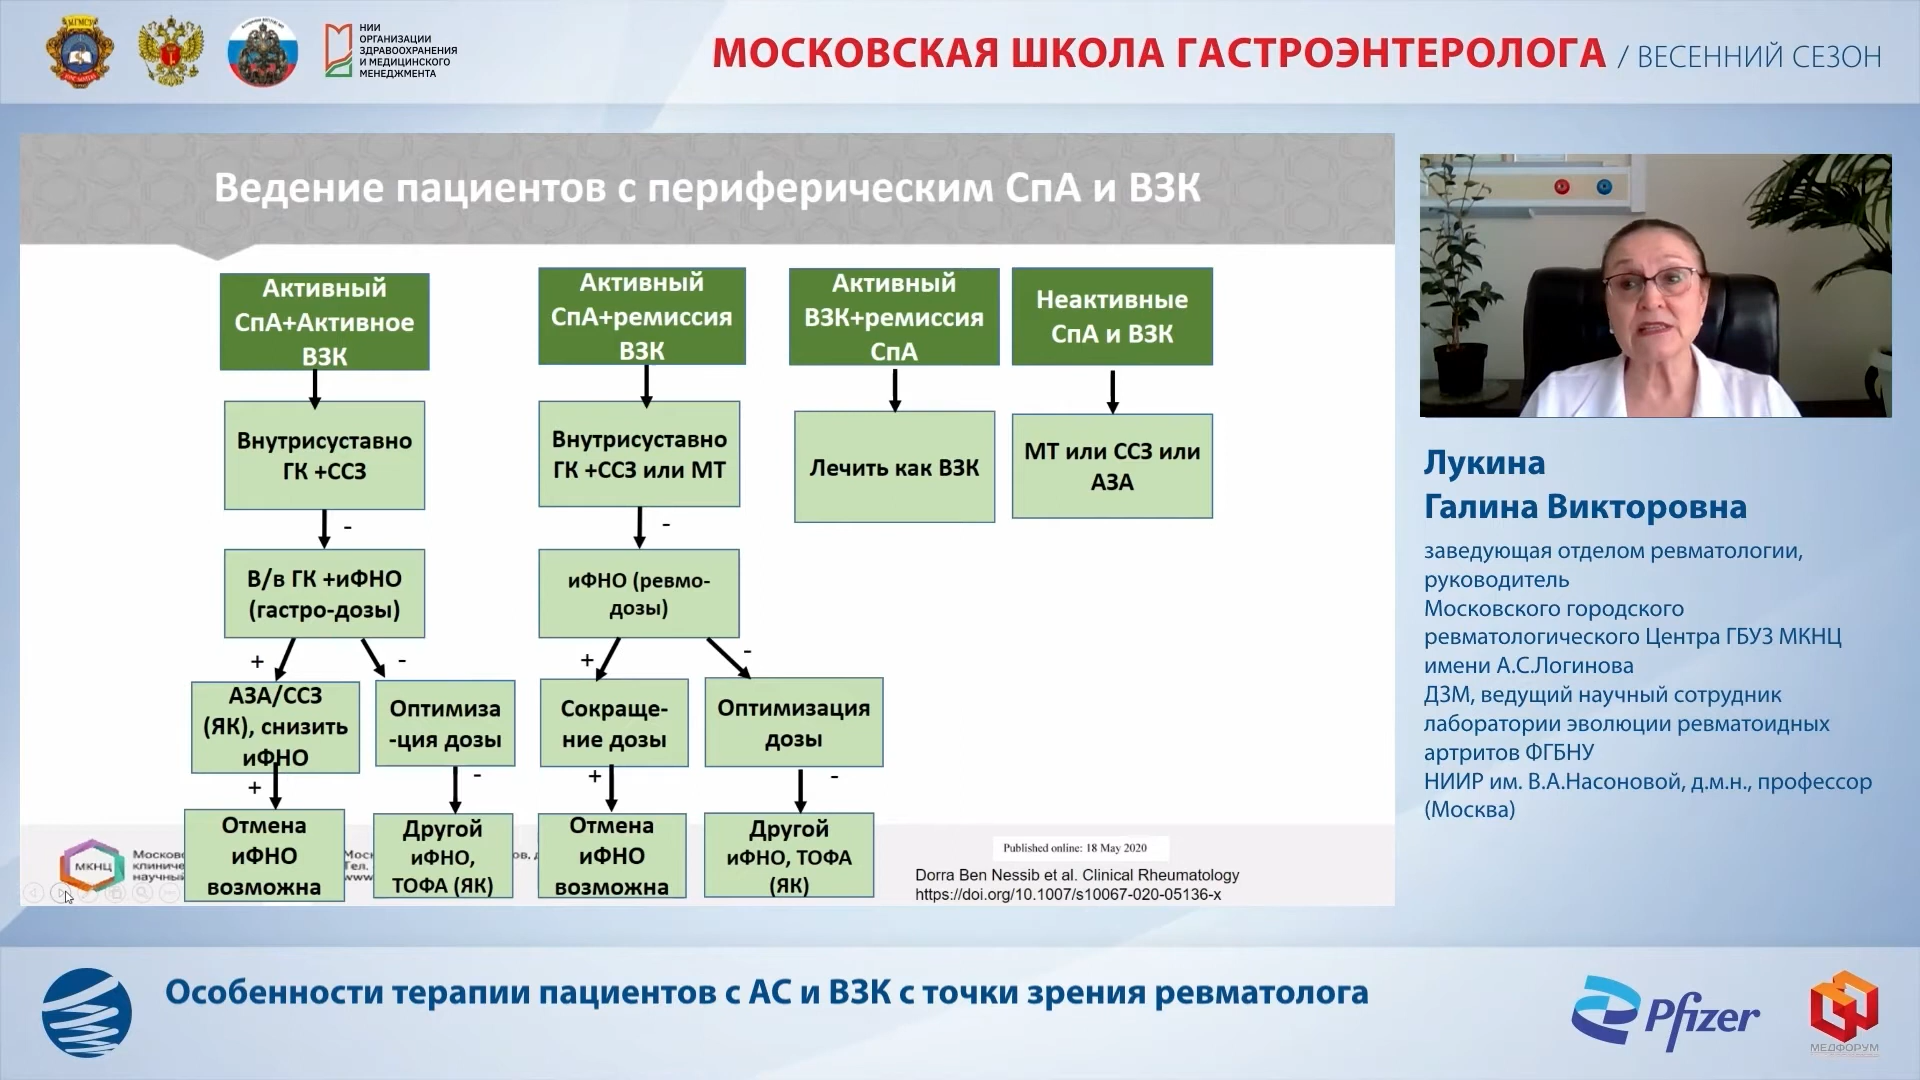 НИИ
ОРГАНИЗАЦИИ
ЗДРАВООХРАНЕНИЯ
И МЕДИЦИНСКОГО
МЕНЕДЖМЕНТА
МОСКОВСКАЯ ШКОЛА ГАСТРОЭНТЕРОЛОГА / ВЕСЕННИЙ СЕЗОН
Ведение пациентов с периферическим СпА и ВЗК
Активный
СпА+Активное
ВЗК
Активный
СпА+ремиссия
ВЗК
Активный
ВЗК+ремиссия
СпА
Неактивные
СпА и ВЗК
Внутрисуставно
ГК +ССЗ
Внутрисуставно
ГК +ССЗ или МТ
Лечить как ВЗК
МТ или ССЗ или
АЗА
-
-
В/в ГК +иФНО
(гастро-дозы)
иФНО (ревмо-
дозы)
+
-
+
-
АЗА/ССЗ
(ЯК), снизить
иФНО
Оптимиза
-ция дозы
Сокраще-
ние дозы
Оптимизация
дозы
+
-
+
-
Отмена
иФНО
возможна
Другой
иФНО,
ТОФА (ЯК)
Отмена
иФНО
возможна
Другой
иФНО, ТОФА
(ЯК)
МКНЦ
Published online: 18 May 2020
Dorra Ben Nessib et al. Clinical Rheumatology
https://doi.org/10.1007/s10067-020-05136-x
Лукина
Галина Викторовна
заведующая отделом ревматологии,
руководитель
Московского городского
ревматологического Центра ГБУЗ МКНЦ
имени А.С.Логинова
ДЗМ, ведущий научный сотрудник
лаборатории эволюции ревматоидных
артритов ФГБНУ
НИИР им. В.А.Насоновой, д.м.н., профессор
(Москва)
Особенности терапии пациентов с АС и ВЗК с точки зрения ревматолога
Pfizer
МЕДФОРУМ